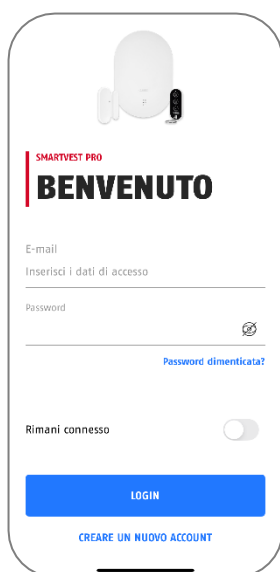 SMARTVEST PRO
BENVENUTO
E-mail
Inserisci i dati di accesso
Password
Password dimenticata?
Rimani connesso
LOGIN
CREARE UN NUOVO ACCOUNT